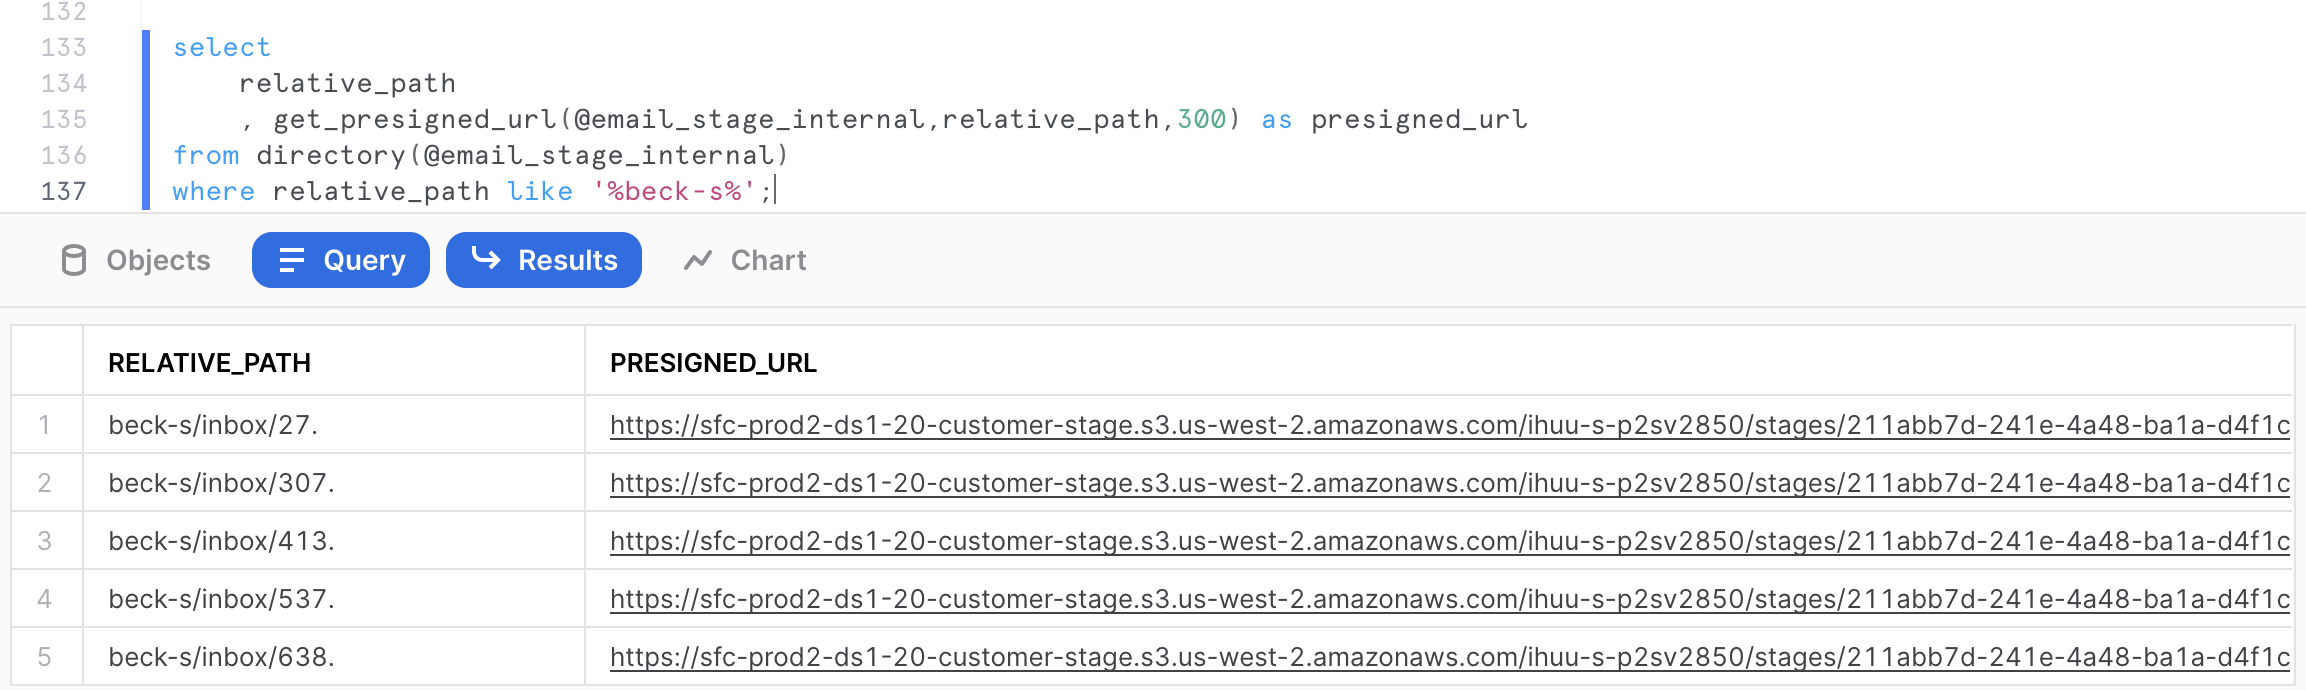 132
133 select
134 relative_path
135 , get_presigned_url(@email_stage_internal,relative_path,300) as presigned_url
136 from directory(@email_stage_internal)
137 where relative_path like '%beck-s%';
Objects Query Results Chart
RELATIVE_PATH PRESIGNED_URL
1 beck-s/inbox/27. https://sfc-prod2-ds1-20-customer-stage.s3.us-west-2.amazonaws.com/ihuu-s-p2sv2850/stages/211abb7d-241e-4a48-ba1a-d4f1c
2 beck-s/inbox/307. https://sfc-prod2-ds1-20-customer-stage.s3.us-west-2.amazonaws.com/ihuu-s-p2sv2850/stages/211abb7d-241e-4a48-ba1a-d4f1c
3 beck-s/inbox/413. https://sfc-prod2-ds1-20-customer-stage.s3.us-west-2.amazonaws.com/ihuu-s-p2sv2850/stages/211abb7d-241e-4a48-ba1a-d4f1c
4 beck-s/inbox/537. https://sfc-prod2-ds1-20-customer-stage.s3.us-west-2.amazonaws.com/ihuu-s-p2sv2850/stages/211abb7d-241e-4a48-ba1a-d4f1c
5 beck-s/inbox/638. https://sfc-prod2-ds1-20-customer-stage.s3.us-west-2.amazonaws.com/ihuu-s-p2sv2850/stages/211abb7d-241e-4a48-ba1a-d4f1c